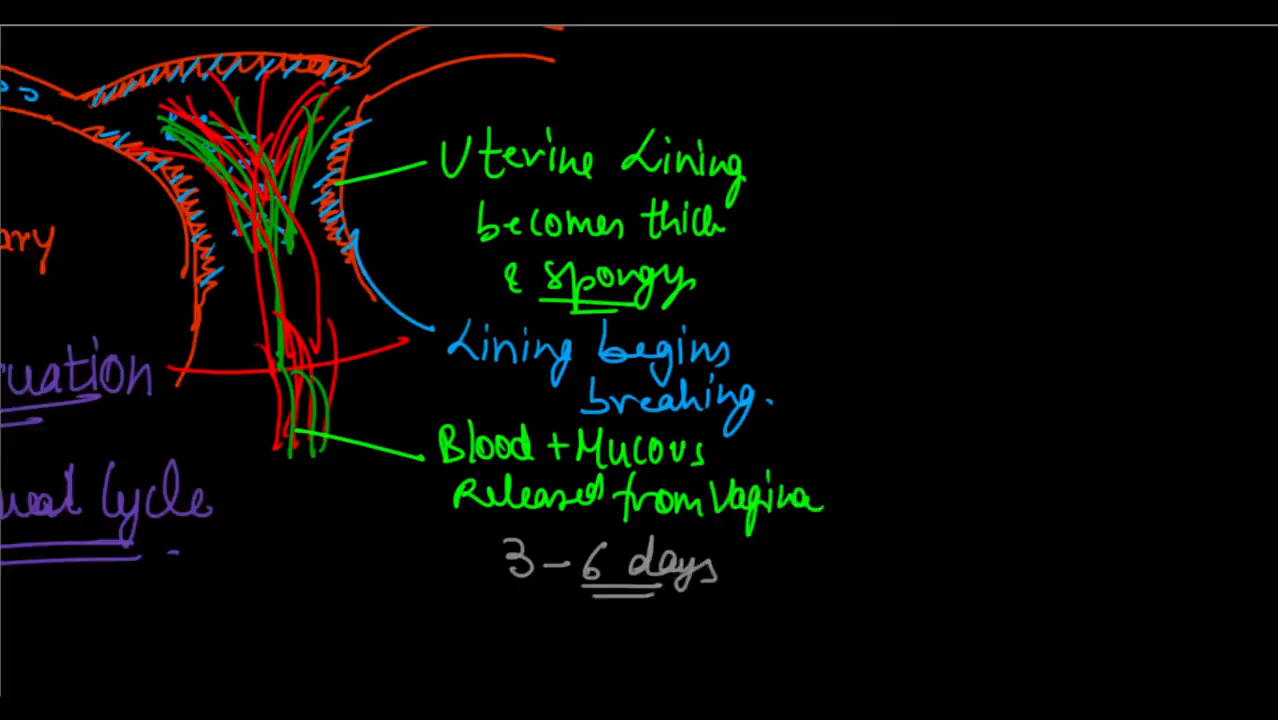 Uterine Lining
becomes thick
& spongy
ary
Lining begins
breaking.
ruation
Blood + Mucous
Released from Vagina
ual Cycle
3-6 days